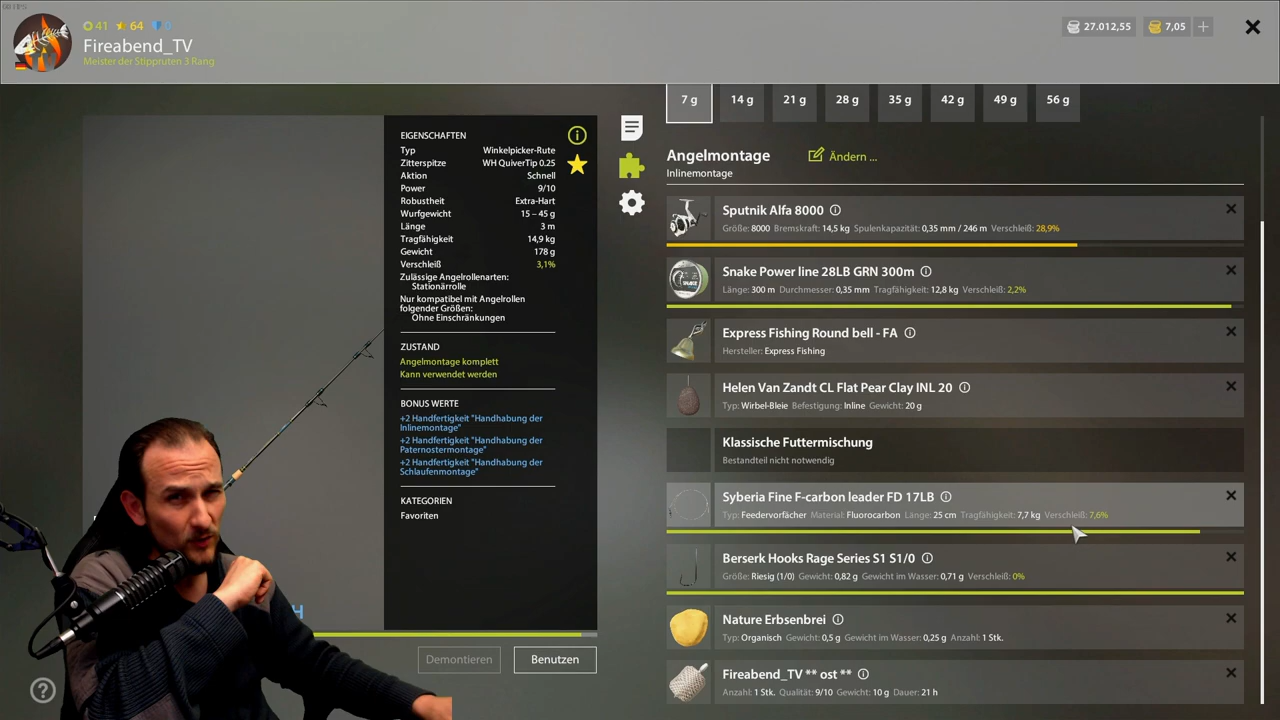 60 FPS
41 64 0
Fireabend_TV
Meister der Stippruten 3 Rang
27.012,55 7,05
7 g 14 g 21 g 28 g 35 g 42 g 49 g 56 g
EIGENSCHAFTEN
Typ Winkelpicker-Rute
Zitterspitze WH QuiverTip 0.25
Aktion Schnell
Power 9/10
Robustheit Extra-Hart
Wurfgewicht 15 – 45 g
Länge 3 m
Tragfähigkeit 14,9 kg
Gewicht 178 g
Verschleiß 3,1%
Zulässige Angelrollenarten:
Stationärrolle
Nur kompatibel mit Angelrollen
folgender Größen:
Ohne Einschränkungen
ZUSTAND
Angelmontage komplett
Kann verwendet werden
BONUS WERTE
+2 Handfertigkeit "Handhabung der
Inlinemontage"
+2 Handfertigkeit "Handhabung der
Paternostermontage"
+2 Handfertigkeit "Handhabung der
Schlaufenmontage"
KATEGORIEN
Favoriten
Demontieren Benutzen
Angelmontage Ändern ...
Inlinemontage
Sputnik Alfa 8000
Größe: 8000 Bremskraft: 14,5 kg Spulenkapazität: 0,35 mm / 246 m Verschleiß: 28,9%
Snake Power line 28LB GRN 300m
Länge: 300 m Durchmesser: 0,35 mm Tragfähigkeit: 12,8 kg Verschleiß: 2,2%
Express Fishing Round bell - FA
Hersteller: Express Fishing
Helen Van Zandt CL Flat Pear Clay INL 20
Typ: Wirbel-Bleie Befestigung: Inline Gewicht: 20 g
Klassische Futtermischung
Bestandteil nicht notwendig
Syberia Fine F-carbon leader FD 17LB
Typ: Feedervorfächer Material: Fluorocarbon Länge: 25 cm Tragfähigkeit: 7,7 kg Verschleiß: 7,6%
Berserk Hooks Rage Series S1 S1/0
Größe: Riesig (1/0) Gewicht: 0,82 g Gewicht im Wasser: 0,71 g Verschleiß: 0%
Nature Erbsenbrei
Typ: Organisch Gewicht: 0,5 g Gewicht im Wasser: 0,25 g Anzahl: 1 Stk.
Fireabend_TV ** ost **
Anzahl: 1 Stk. Qualität: 9/10 Gewicht: 10 g Dauer: 21 h